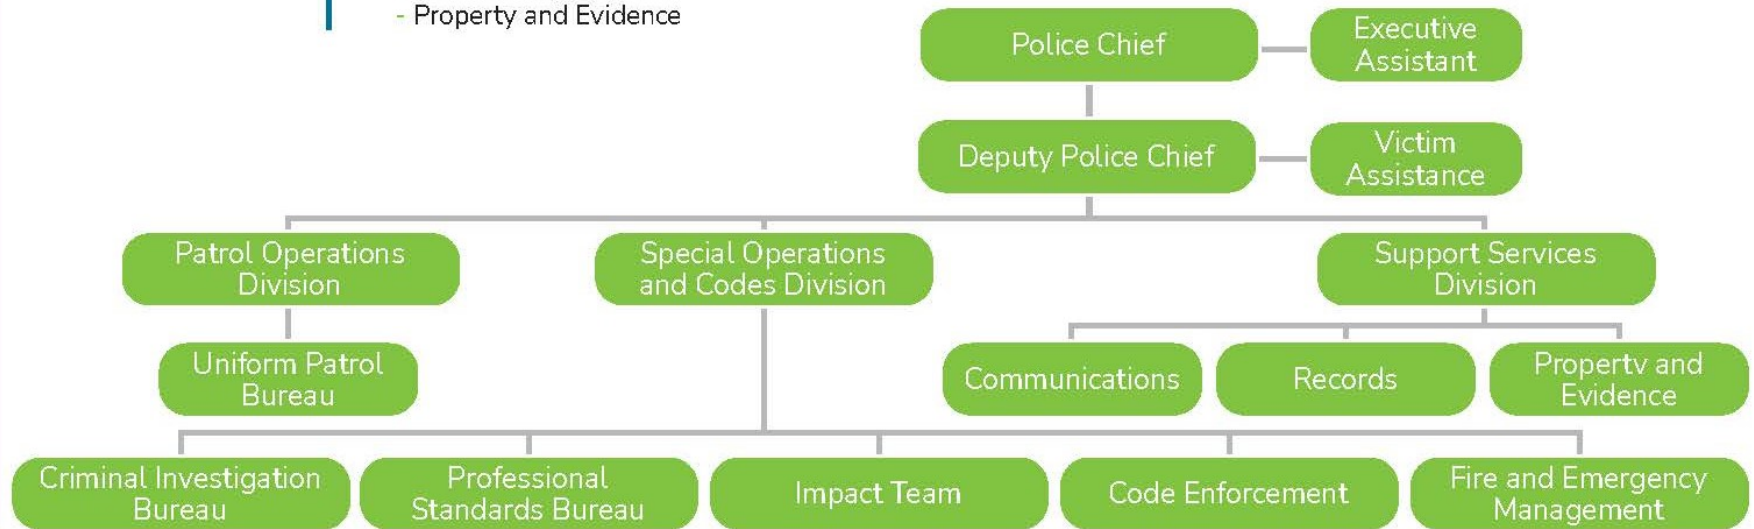 - Property and Evidence
Police Chief
Executive
Assistant
Deputy Police Chief
Victim
Assistance
Patrol Operations
Division
Special Operations
and Codes Division
Support Services
Division
Uniform Patrol
Bureau
Communications
Records
Property and
Evidence
Criminal Investigation
Bureau
Professional
Standards Bureau
Impact Team
Code Enforcement
Fire and Emergency
Management